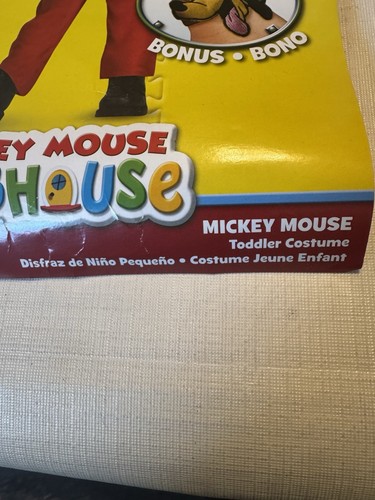 BONUS • BONO
EY MOUSE
HOUSE
MICKEY MOUSE
Toddler Costume
Disfraz de Niño Pequeño • Costume Jeune Enfant